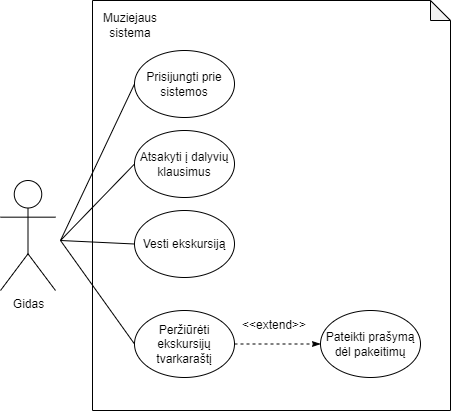 Muziejaus
sistema
Prisijungti prie
sistemos
Atsakyti į dalyvių
klausimus
Vesti ekskursiją
Gidas
Peržiūrėti
ekskursijų
tvarkaraštį
<<extend>>
Pateikti prašymą
dėl pakeitimų